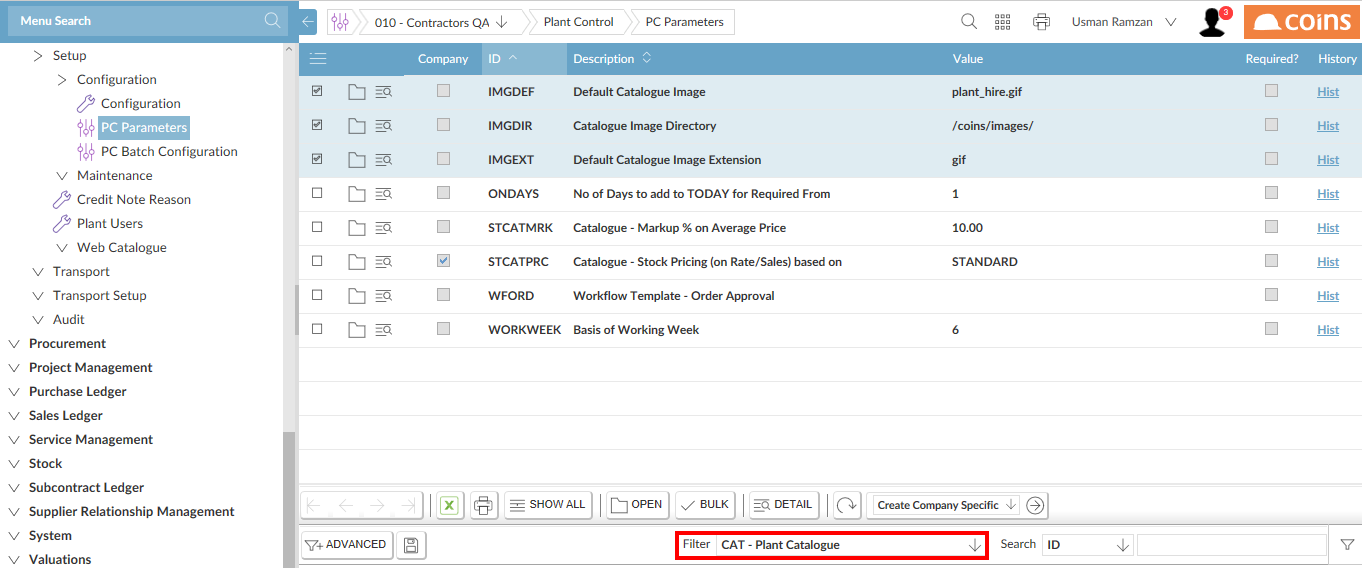 Menu Search
010 - Contractors QA
Plant Control
PC Parameters
Usman Ramzan
3
coins
Setup
Configuration
Configuration
PC Parameters
PC Batch Configuration
Maintenance
Credit Note Reason
Plant Users
Web Catalogue
Transport
Transport Setup
Audit
Procurement
Project Management
Purchase Ledger
Sales Ledger
Service Management
Stock
Subcontract Ledger
Supplier Relationship Management
System
Valuations
Company ID Description Value Required? History
IMGDEF Default Catalogue Image plant_hire.gif Hist
IMGDIR Catalogue Image Directory /coins/images/ Hist
IMGEXT Default Catalogue Image Extension gif Hist
ONDAYS No of Days to add to TODAY for Required From 1 Hist
STCATMRK Catalogue - Markup % on Average Price 10.00 Hist
STCATPRC Catalogue - Stock Pricing (on Rate/Sales) based on STANDARD Hist
WFORD Workflow Template - Order Approval Hist
WORKWEEK Basis of Working Week 6 Hist
X SHOW ALL OPEN BULK DETAIL Create Company Specific
ADVANCED Filter CAT - Plant Catalogue Search ID